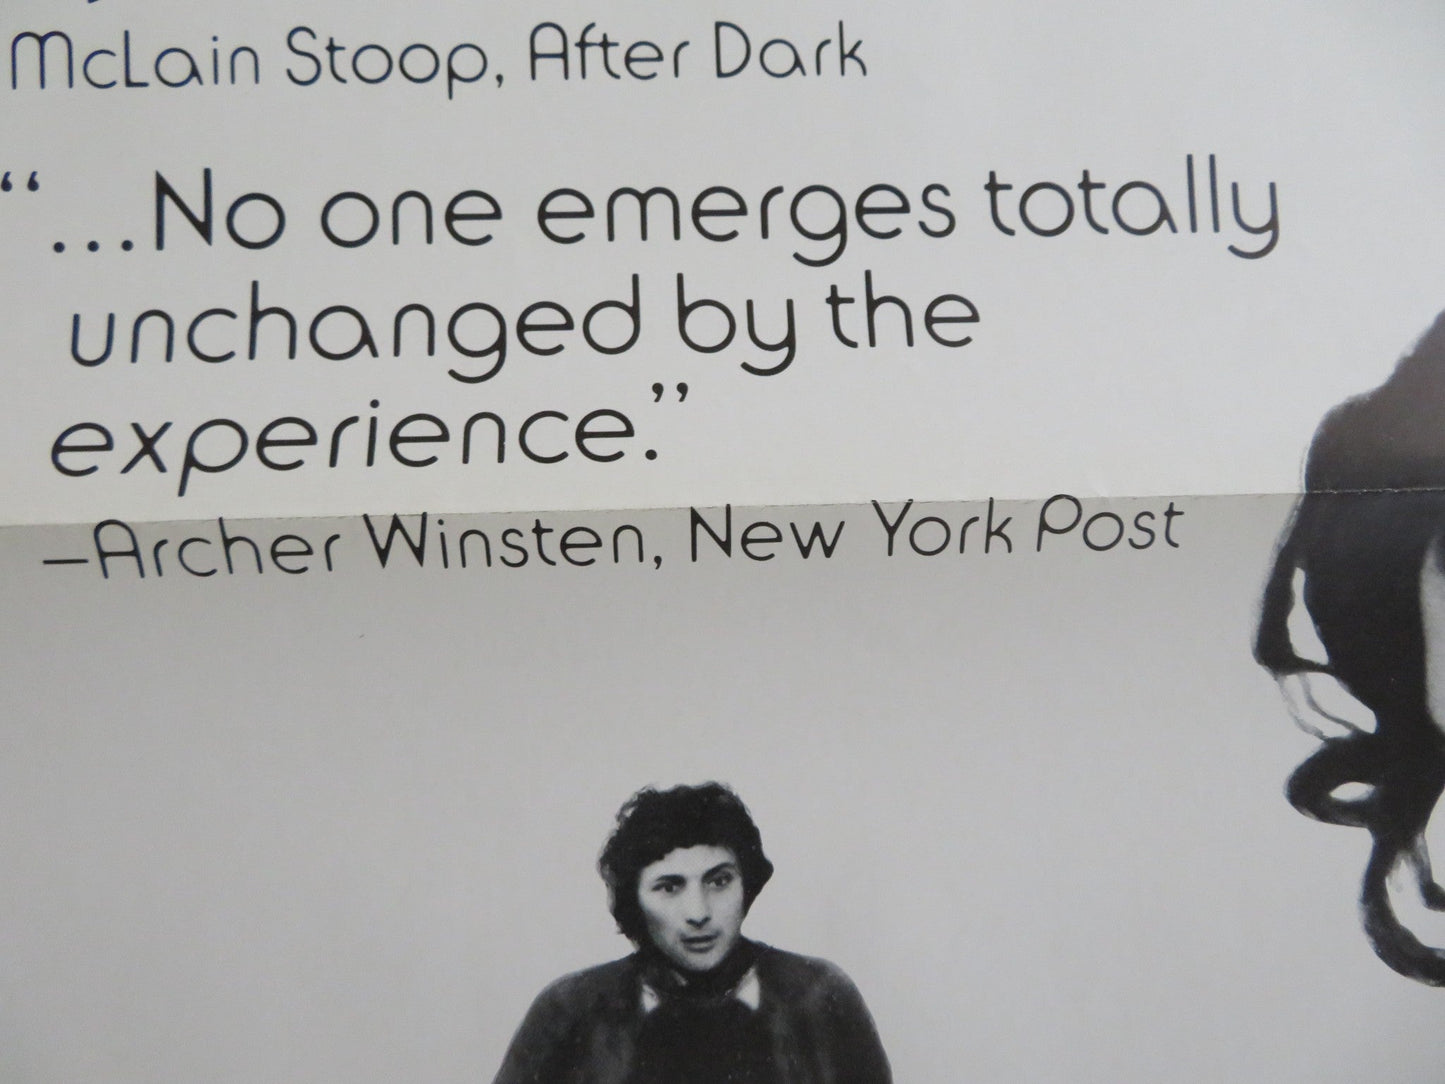 McLain Stoop, After Dark
“...No one emerges totally
unchanged by the
experience.”
–Archer Winsten, New York Post